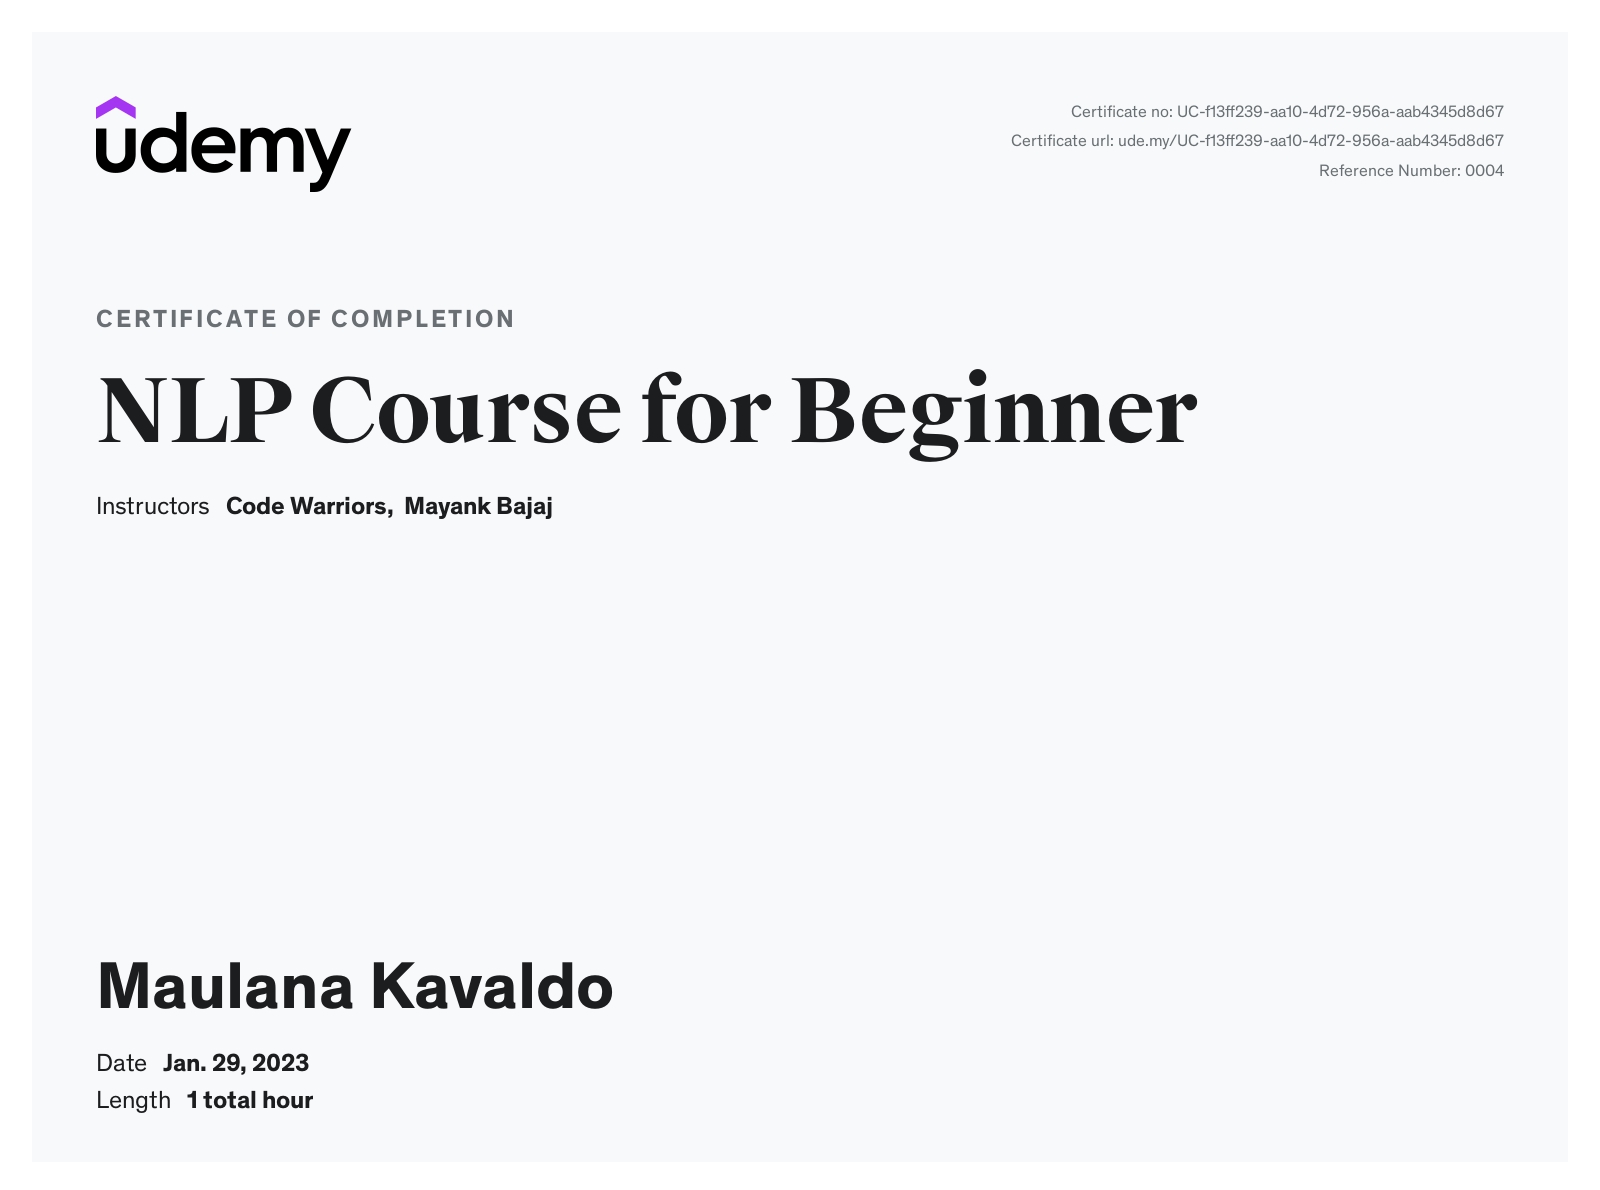 udemy
Certificate no: UC-f13ff239-aa10-4d72-956a-aab4345d8d67
Certificate url: ude.my/UC-f13ff239-aa10-4d72-956a-aab4345d8d67
Reference Number: 0004
CERTIFICATE OF COMPLETION
NLP Course for Beginner
Instructors Code Warriors, Mayank Bajaj
Maulana Kavaldo
Date Jan. 29, 2023
Length 1 total hour